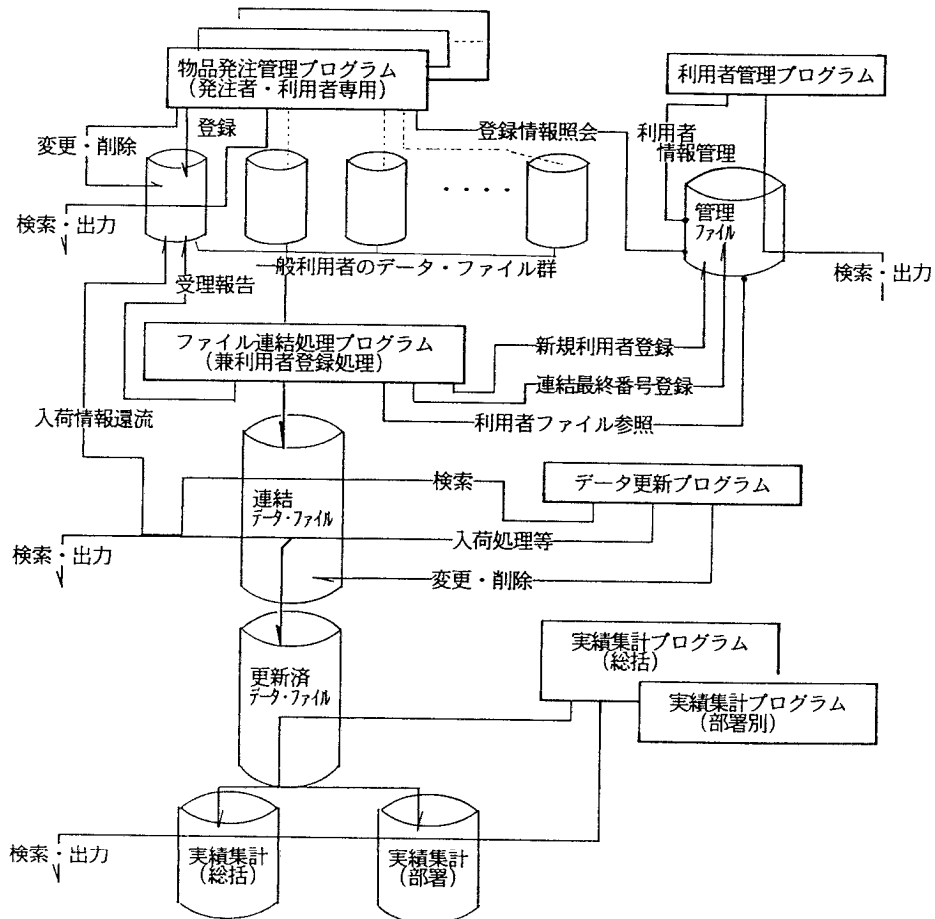 物品発注管理プログラム
(発注者・利用者専用)
利用者管理プログラム
登録
変更・削除
登録情報照会
利用者
情報管理
検索・出力
管理
ファイル
・・・・
一般利用者のデータ・ファイル群
検索・出力
受理報告
ファイル連結処理プログラム
(兼利用者登録処理)
新規利用者登録
連結最終番号登録
入荷情報還流
利用者ファイル参照
検索
データ更新プログラム
連結
データ・ファイル
入荷処理等
検索・出力
変更・削除
実績集計プログラム
(総括)
更新済
データ・ファイル
実績集計プログラム
(部署別)
検索・出力
実績集計
(総括)
実績集計
(部署)